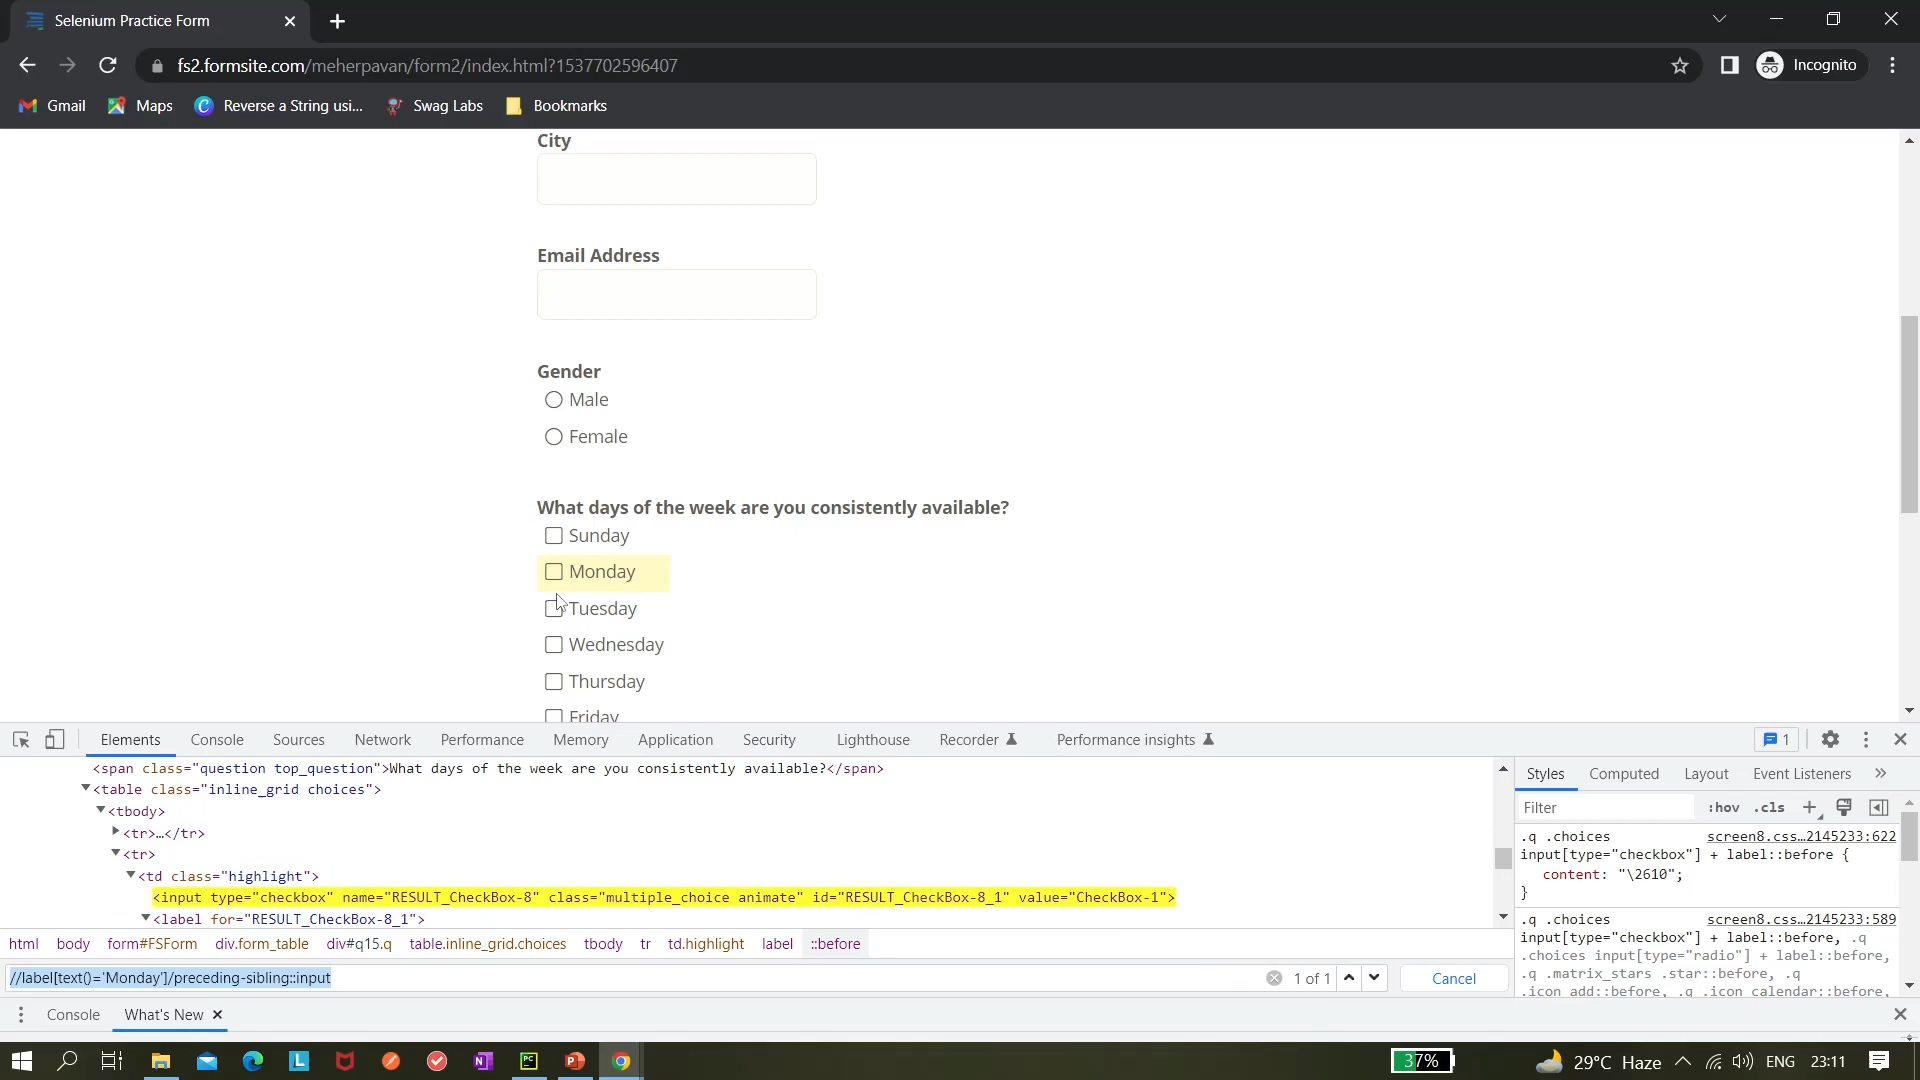 Selenium Practice Form
fs2.formsite.com/meherpavan/form2/index.html?1537702596407
Incognito
Gmail
Maps
Reverse a String usi...
Swag Labs
Bookmarks
City
Email Address
Gender
Male
Female
What days of the week are you consistently available?
Sunday
Monday
Tuesday
Wednesday
Thursday
Friday
Elements
Console
Sources
Network
Performance
Memory
Application
Security
Lighthouse
Recorder
Performance insights
1
<span class="question top_question">What days of the week are you consistently available?</span>
<table class="inline_grid choices">
<tbody>
<tr>…</tr>
<tr>
<td class="highlight">
<input type="checkbox" name="RESULT_CheckBox-8" class="multiple_choice animate" id="RESULT_CheckBox-8_1" value="CheckBox-1">
<label for="RESULT_CheckBox-8_1">
html body form#FSForm div.form_table div#q15.q table.inline_grid.choices tbody tr td.highlight label ::before
//label[text()='Monday']/preceding-sibling::input
1 of 1
Cancel
Styles
Computed
Layout
Event Listeners
Filter
:hov
.cls
.q .choices
screen8.css…2145233:622
input[type="checkbox"] + label::before {
content: "\2610";
}
.q .choices
screen8.css…2145233:589
input[type="checkbox"] + label::before, .q
.choices input[type="radio"] + label::before,
.q .matrix_stars .star::before, .q
.icon_add::before, .q .icon_calendar::before,
Console
What's New
37%
29°C Haze
ENG
23:11